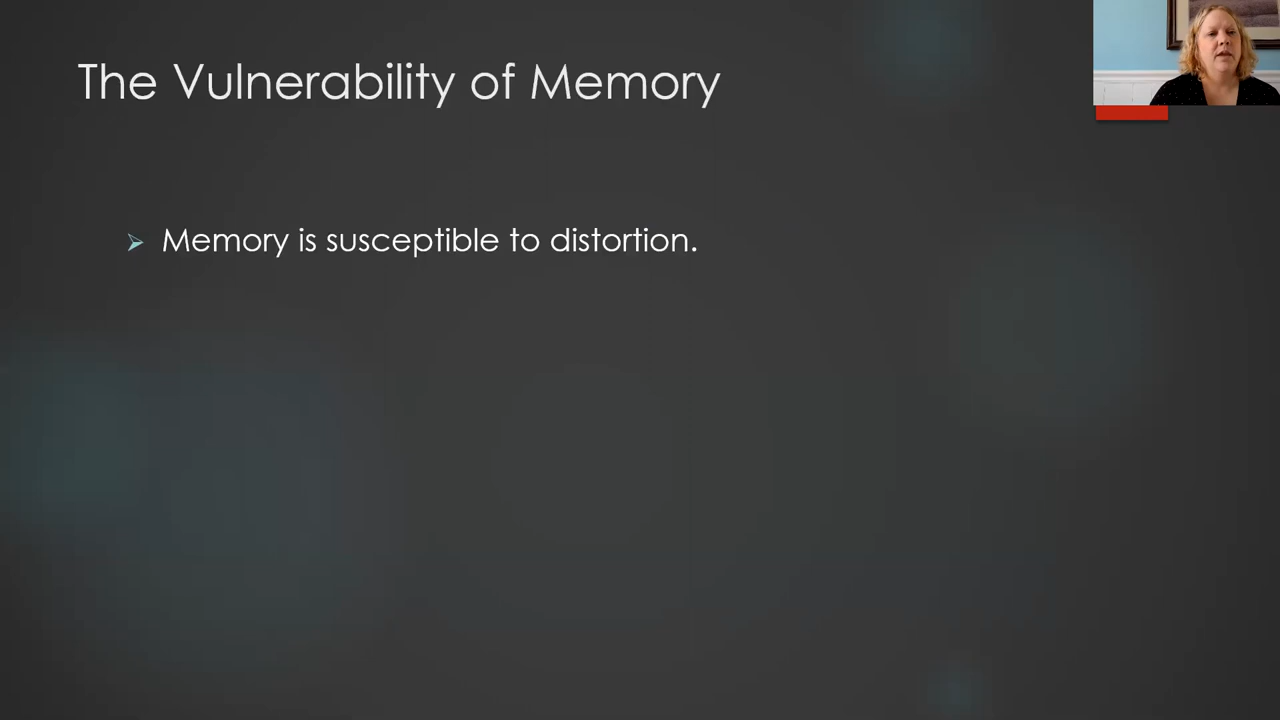 The Vulnerability of Memory
Memory is susceptible to distortion.